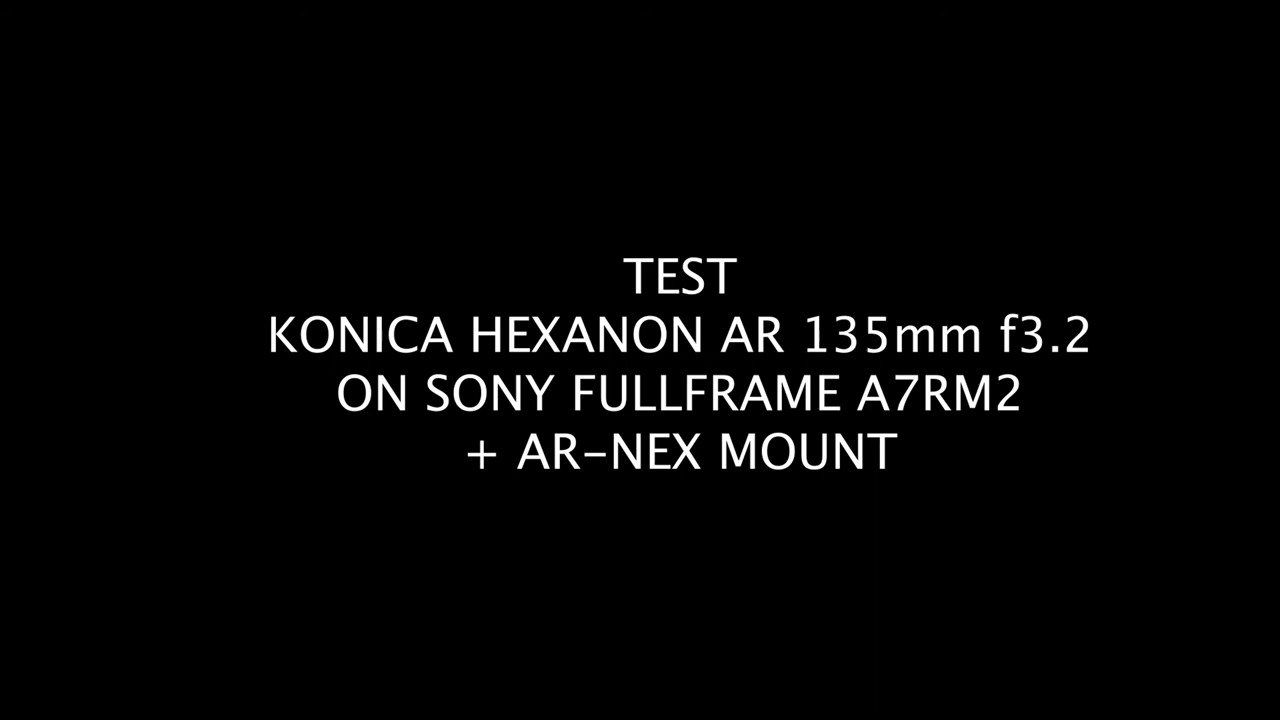 TEST
KONICA HEXANON AR 135mm f3.2
ON SONY FULLFRAME A7RM2
+ AR-NEX MOUNT